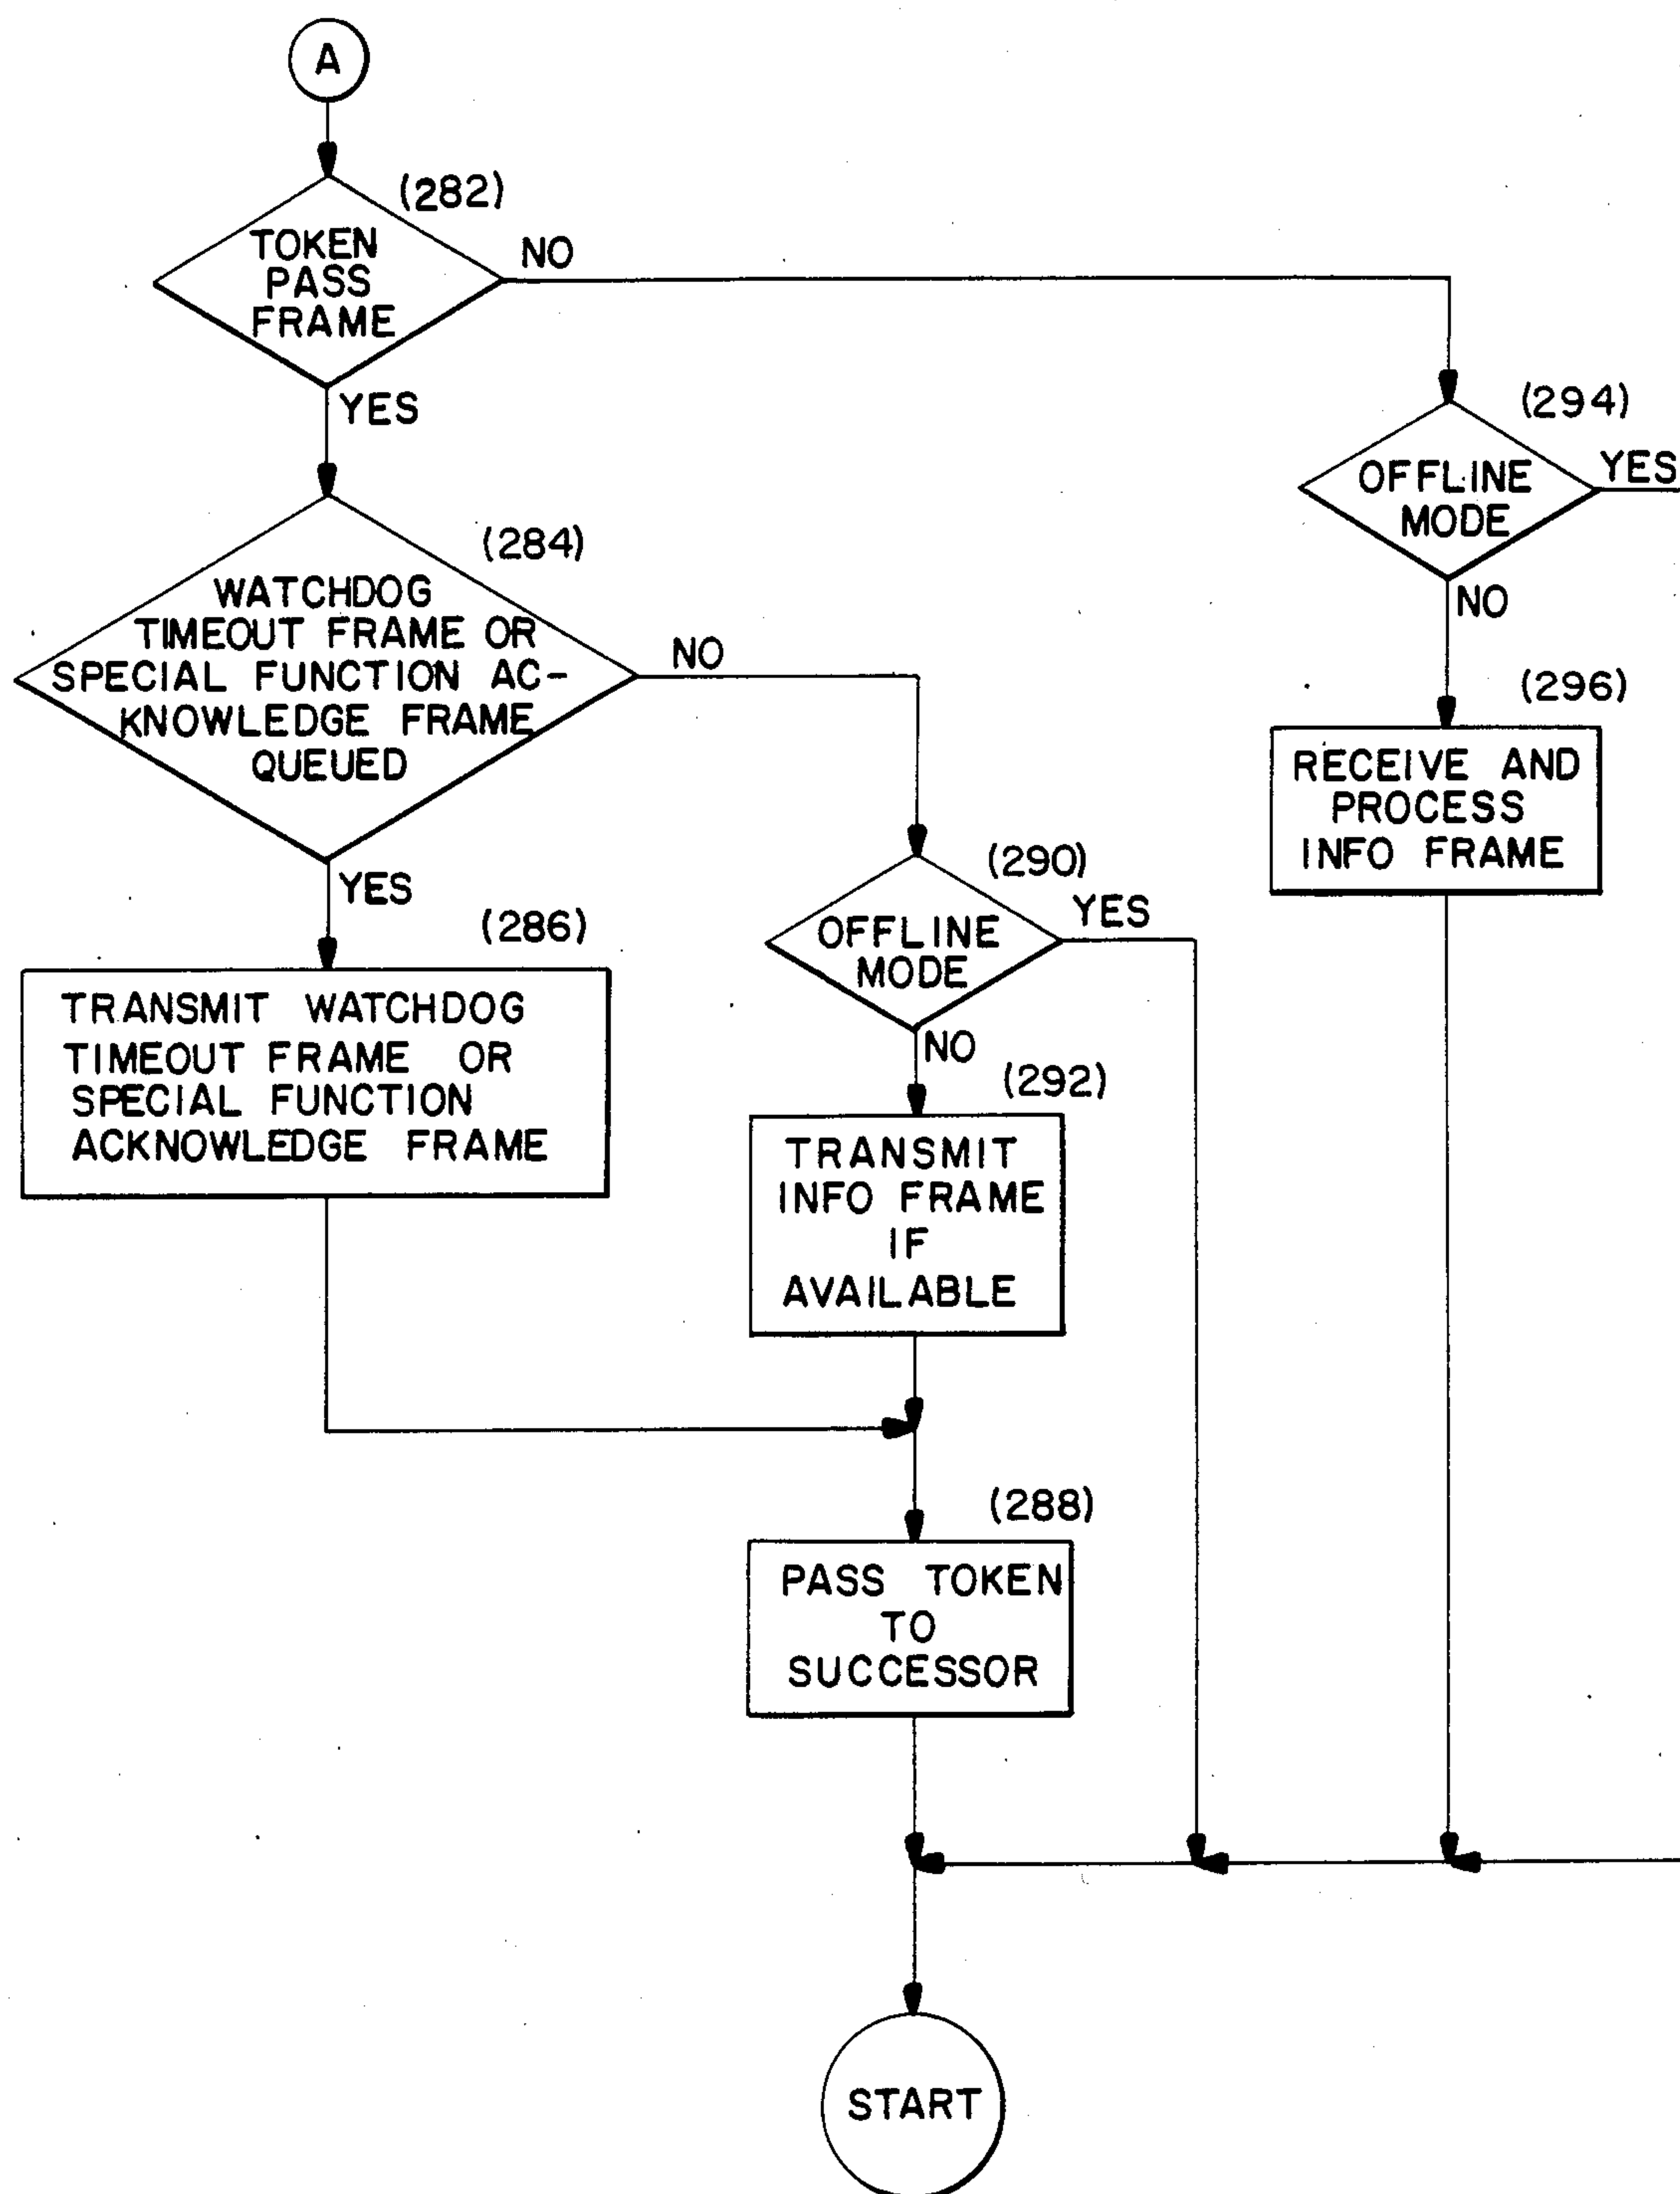 A
(282)
TOKEN
PASS
FRAME
NO
YES
(294)
OFFLINE
MODE
YES
NO
(284)
WATCHDOG
TIMEOUT FRAME OR
SPECIAL FUNCTION AC-
KNOWLEDGE FRAME
QUEUED
NO
YES
(296)
RECEIVE AND
PROCESS
INFO FRAME
(290)
OFFLINE
MODE
YES
NO
(286)
TRANSMIT WATCHDOG
TIMEOUT FRAME OR
SPECIAL FUNCTION
ACKNOWLEDGE FRAME
(292)
TRANSMIT
INFO FRAME
IF
AVAILABLE
(288)
PASS TOKEN
TO
SUCCESSOR
START